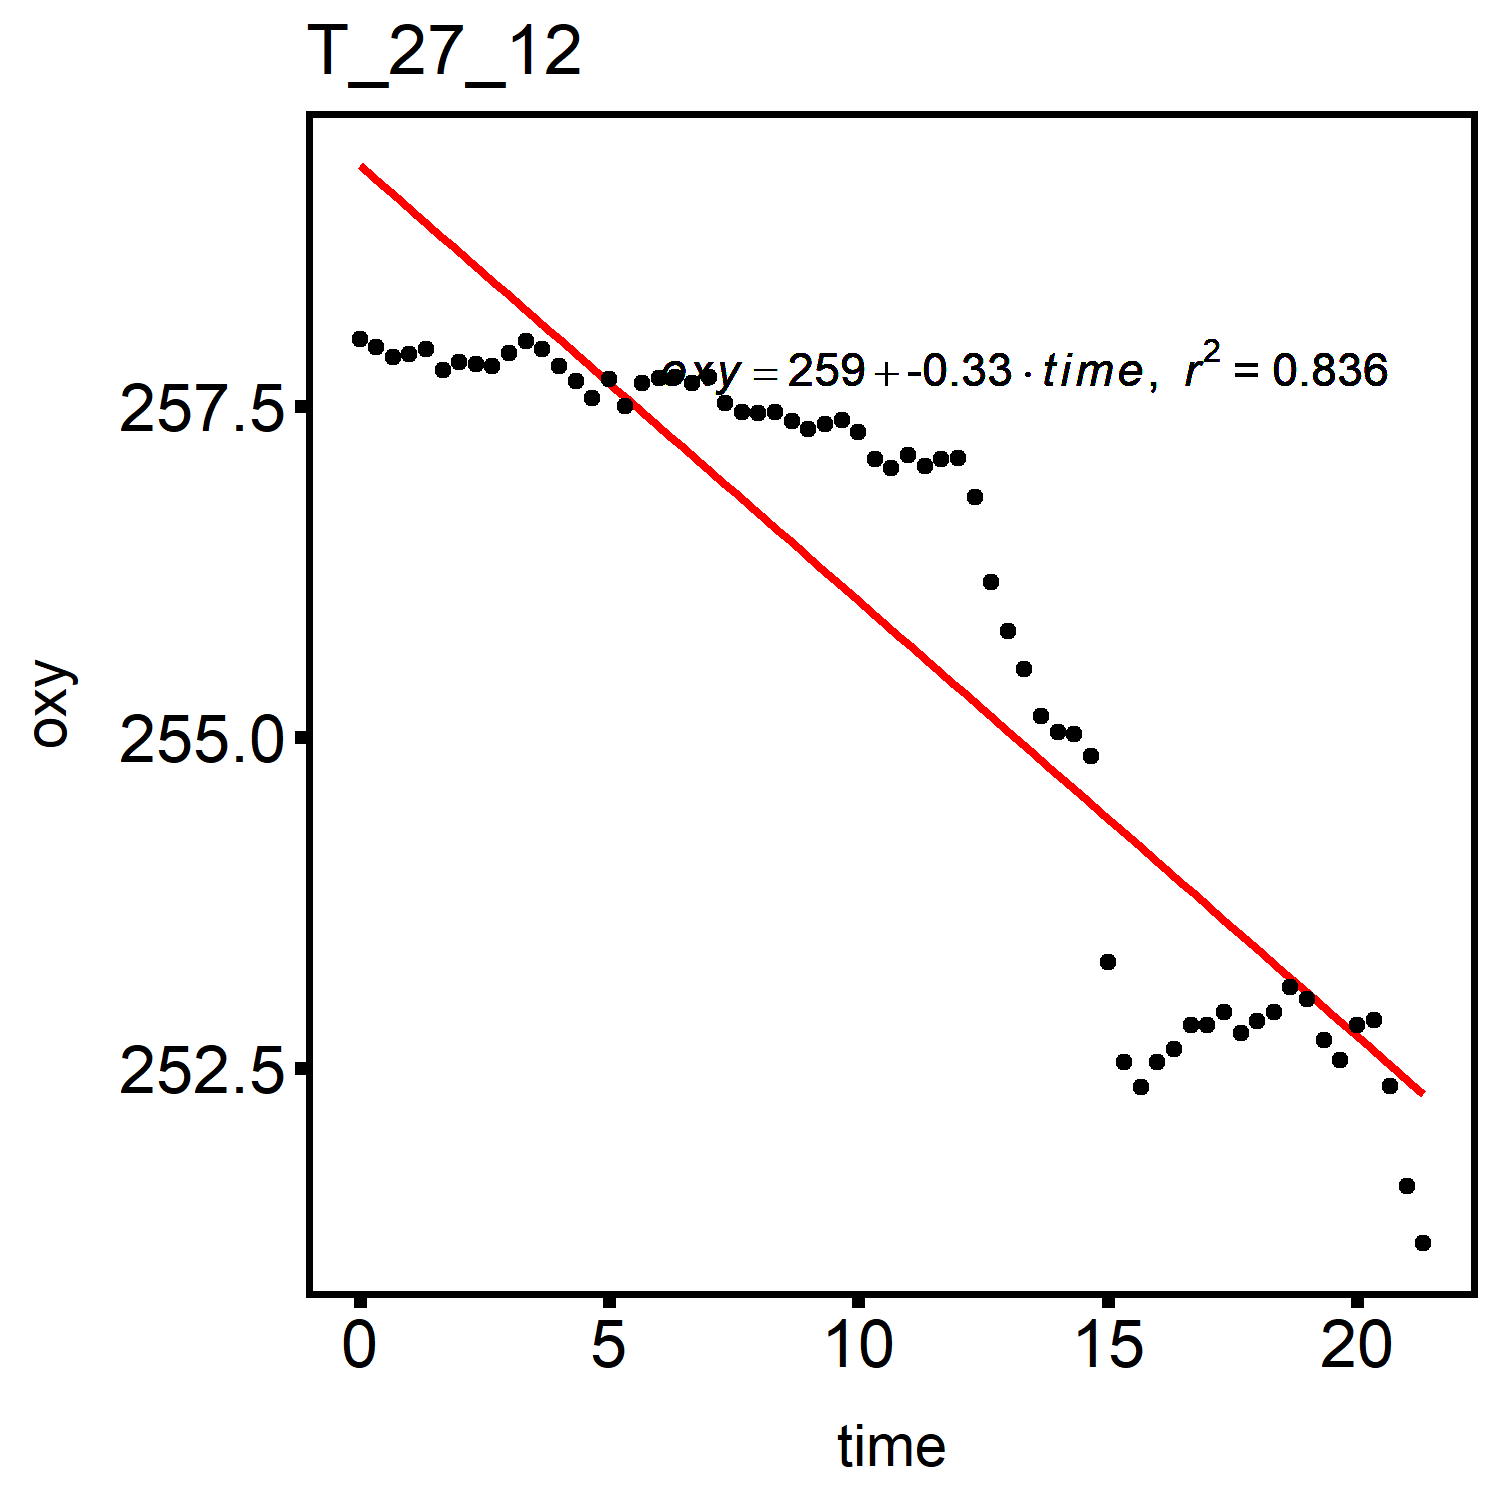 T_27_12
oxy = 259 + -0.33 · time, r² = 0.836
257.5
255.0
252.5
oxy
0 5 10 15 20
time